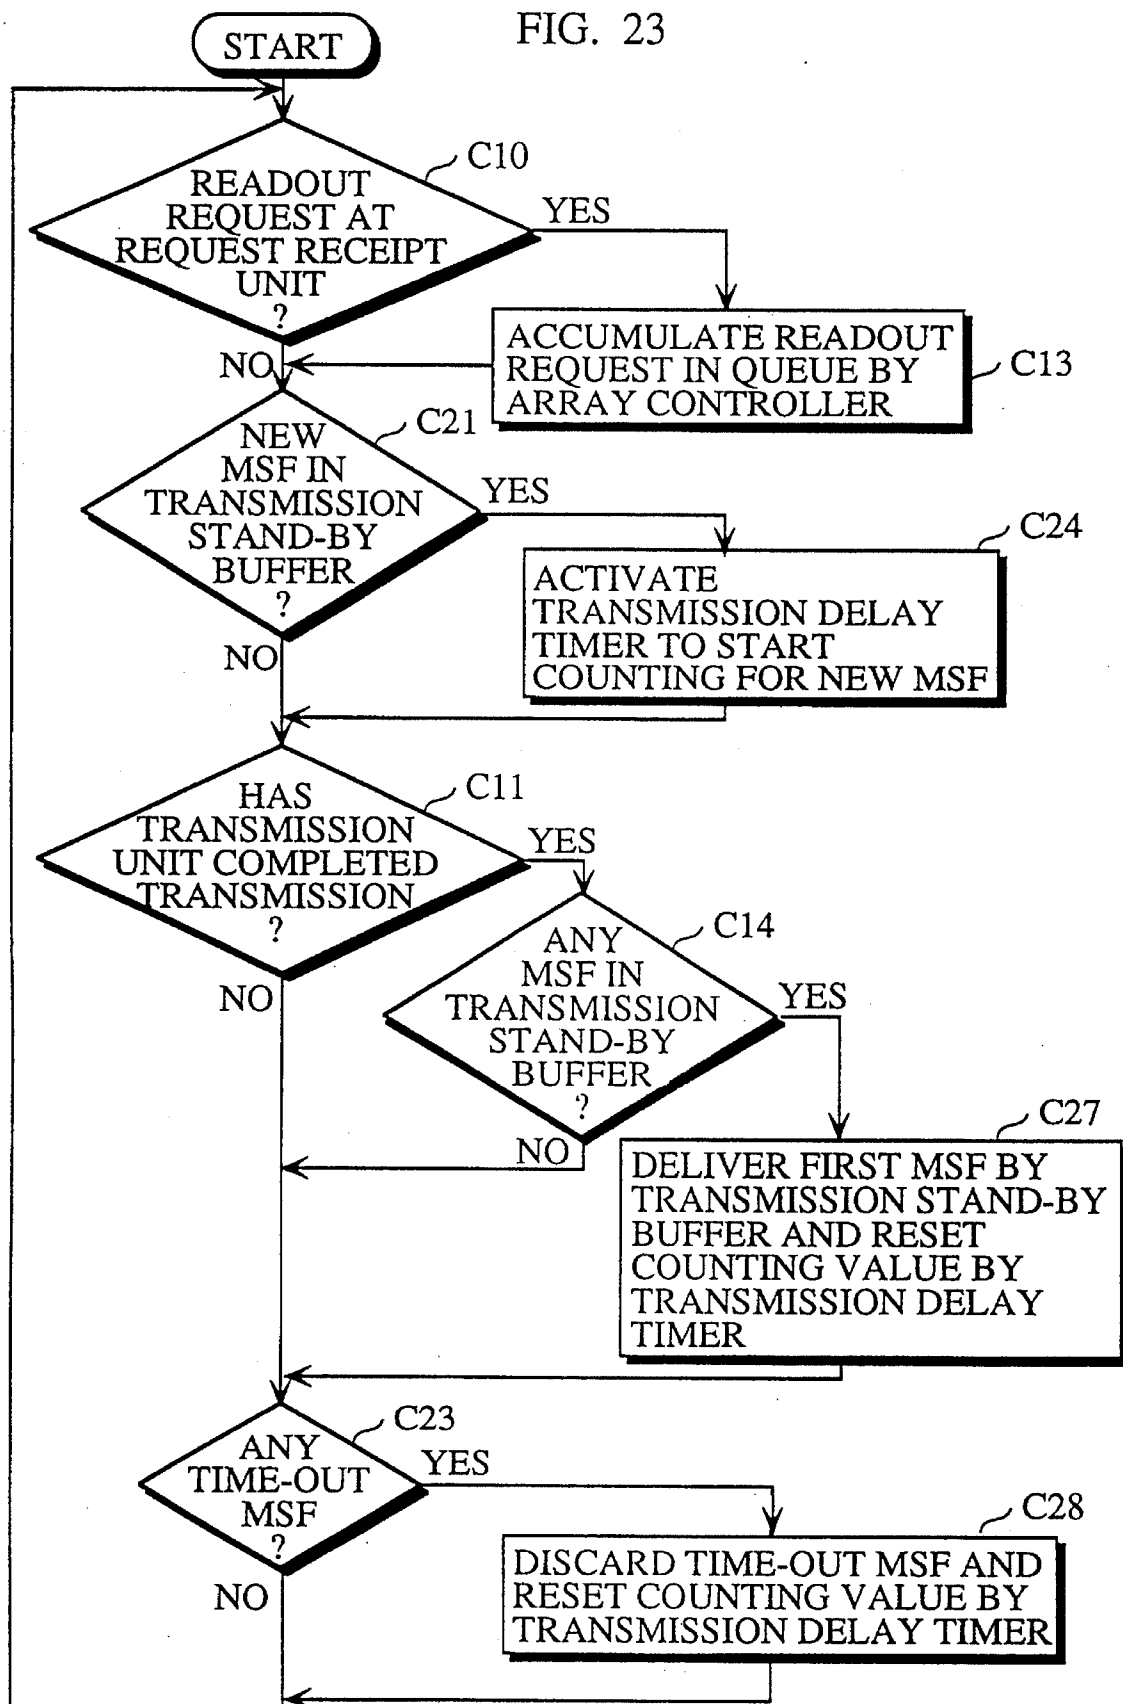 FIG. 23
START
C10
READOUT
REQUEST AT
REQUEST RECEIPT
UNIT
?
YES
NO
ACCUMULATE READOUT
REQUEST IN QUEUE BY
ARRAY CONTROLLER
C13
C21
NEW
MSF IN
TRANSMISSION
STAND-BY
BUFFER
?
YES
NO
C24
ACTIVATE
TRANSMISSION DELAY
TIMER TO START
COUNTING FOR NEW MSF
C11
HAS
TRANSMISSION
UNIT COMPLETED
TRANSMISSION
?
YES
NO
C14
ANY
MSF IN
TRANSMISSION
STAND-BY
BUFFER
?
YES
NO
C27
DELIVER FIRST MSF BY
TRANSMISSION STAND-BY
BUFFER AND RESET
COUNTING VALUE BY
TRANSMISSION DELAY
TIMER
C23
ANY
TIME-OUT
MSF
?
YES
NO
C28
DISCARD TIME-OUT MSF AND
RESET COUNTING VALUE BY
TRANSMISSION DELAY TIMER